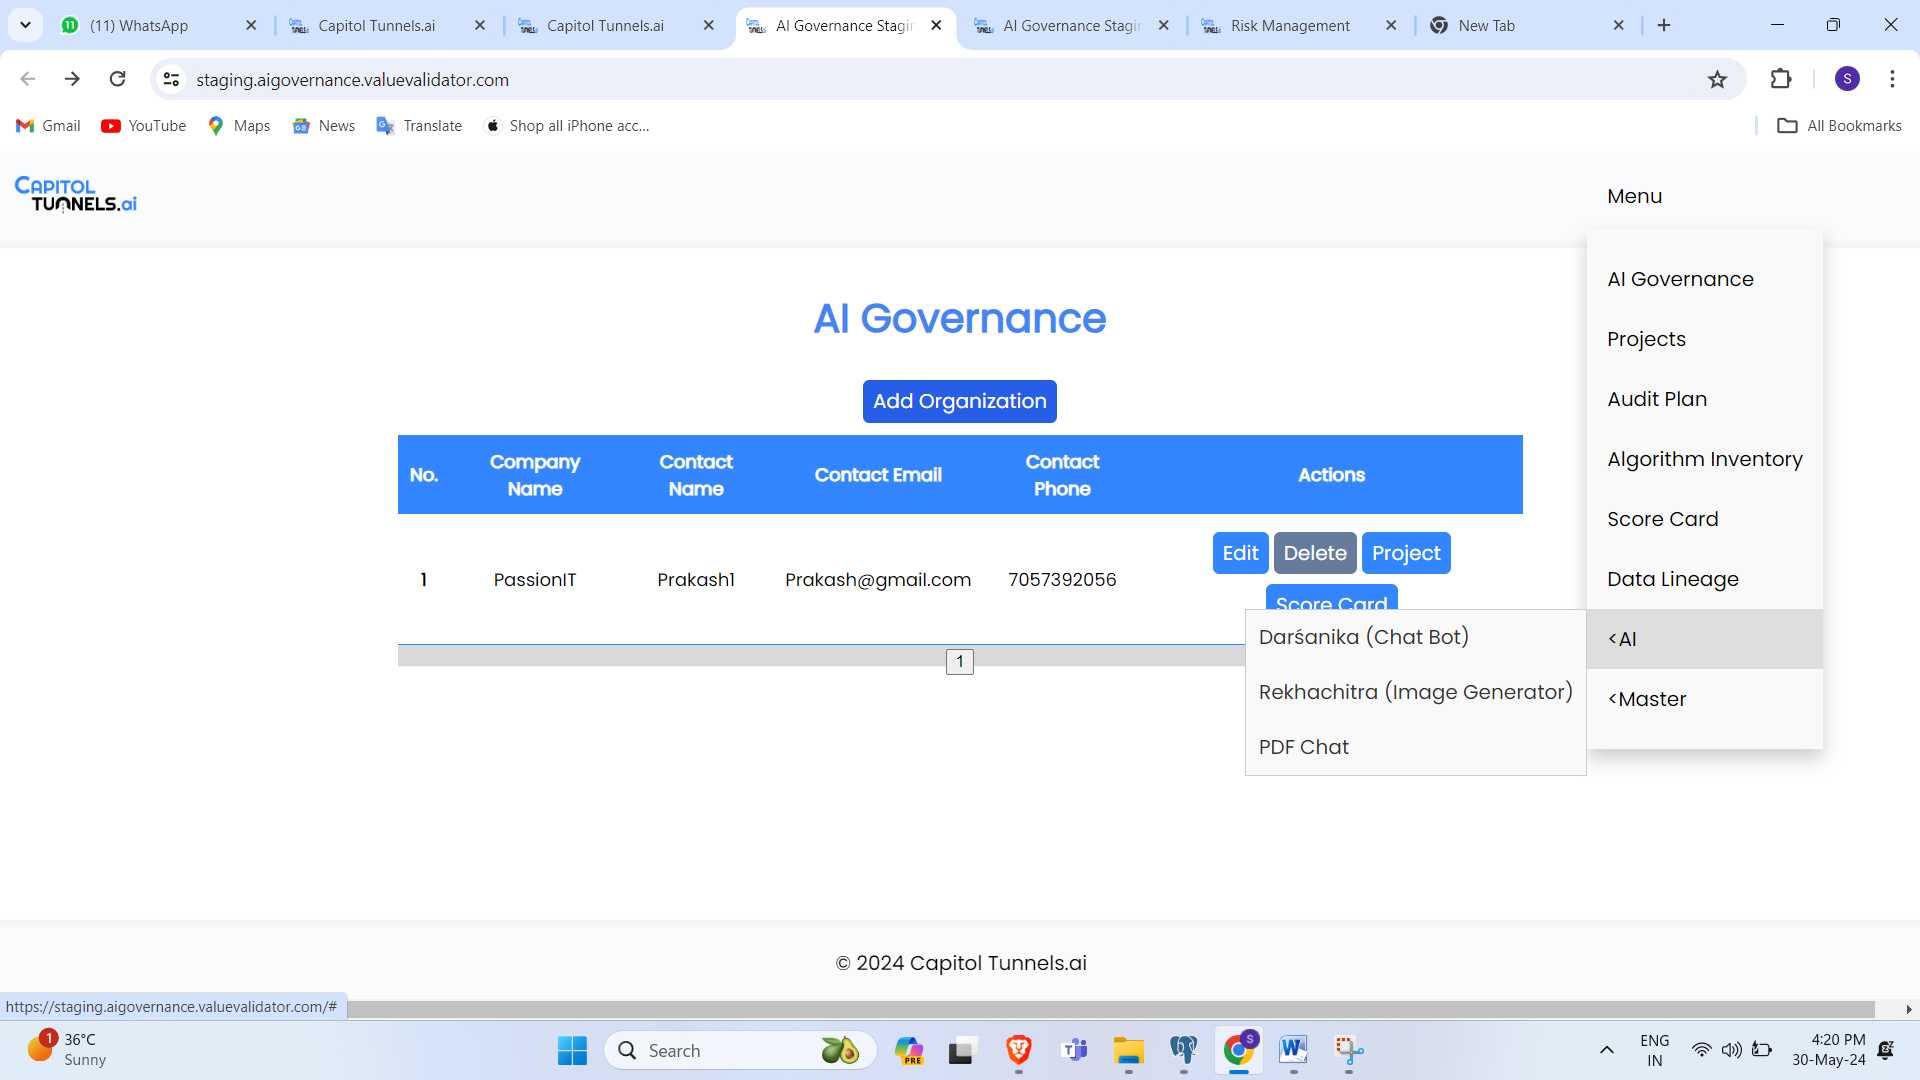 (11) WhatsApp
Capitol Tunnels.ai
Capitol Tunnels.ai
AI Governance Stagin
AI Governance Stagin
Risk Management
New Tab
staging.aigovernance.valuevalidator.com
S
Gmail
YouTube
Maps
News
Translate
Shop all iPhone acc...
All Bookmarks
CAPITOL
TUNNELS.ai
Menu
AI Governance
Projects
Audit Plan
Algorithm Inventory
Score Card
Data Lineage
<AI
<Master
AI Governance
Add Organization
No.
Company
Name
Contact
Name
Contact Email
Contact
Phone
Actions
1
PassionIT
Prakash1
Prakash@gmail.com
7057392056
Edit
Delete
Project
Score Card
Darśanika (Chat Bot)
Rekhachitra (Image Generator)
PDF Chat
1
© 2024 Capitol Tunnels.ai
https://staging.aigovernance.valuevalidator.com/#
1
36°C
Sunny
Search
PRE
S
ENG
IN
4:20 PM
30-May-24